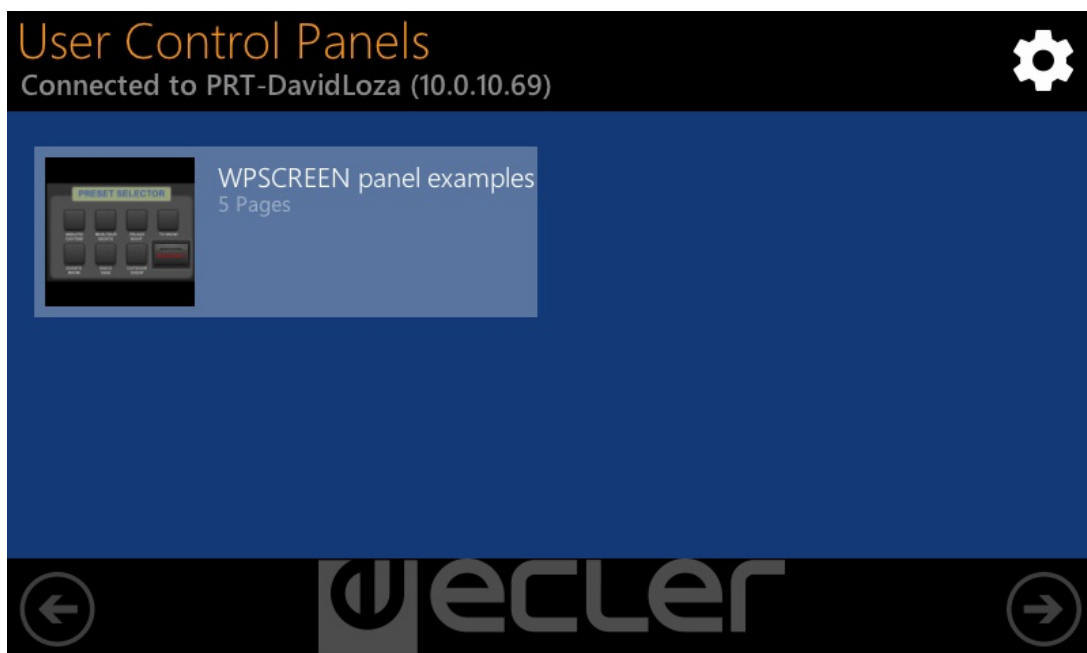 User Control Panels
Connected to PRT-DavidLoza (10.0.10.69)
WPSCREEN panel examples
5 Pages
PRESET SELECTOR
ecler